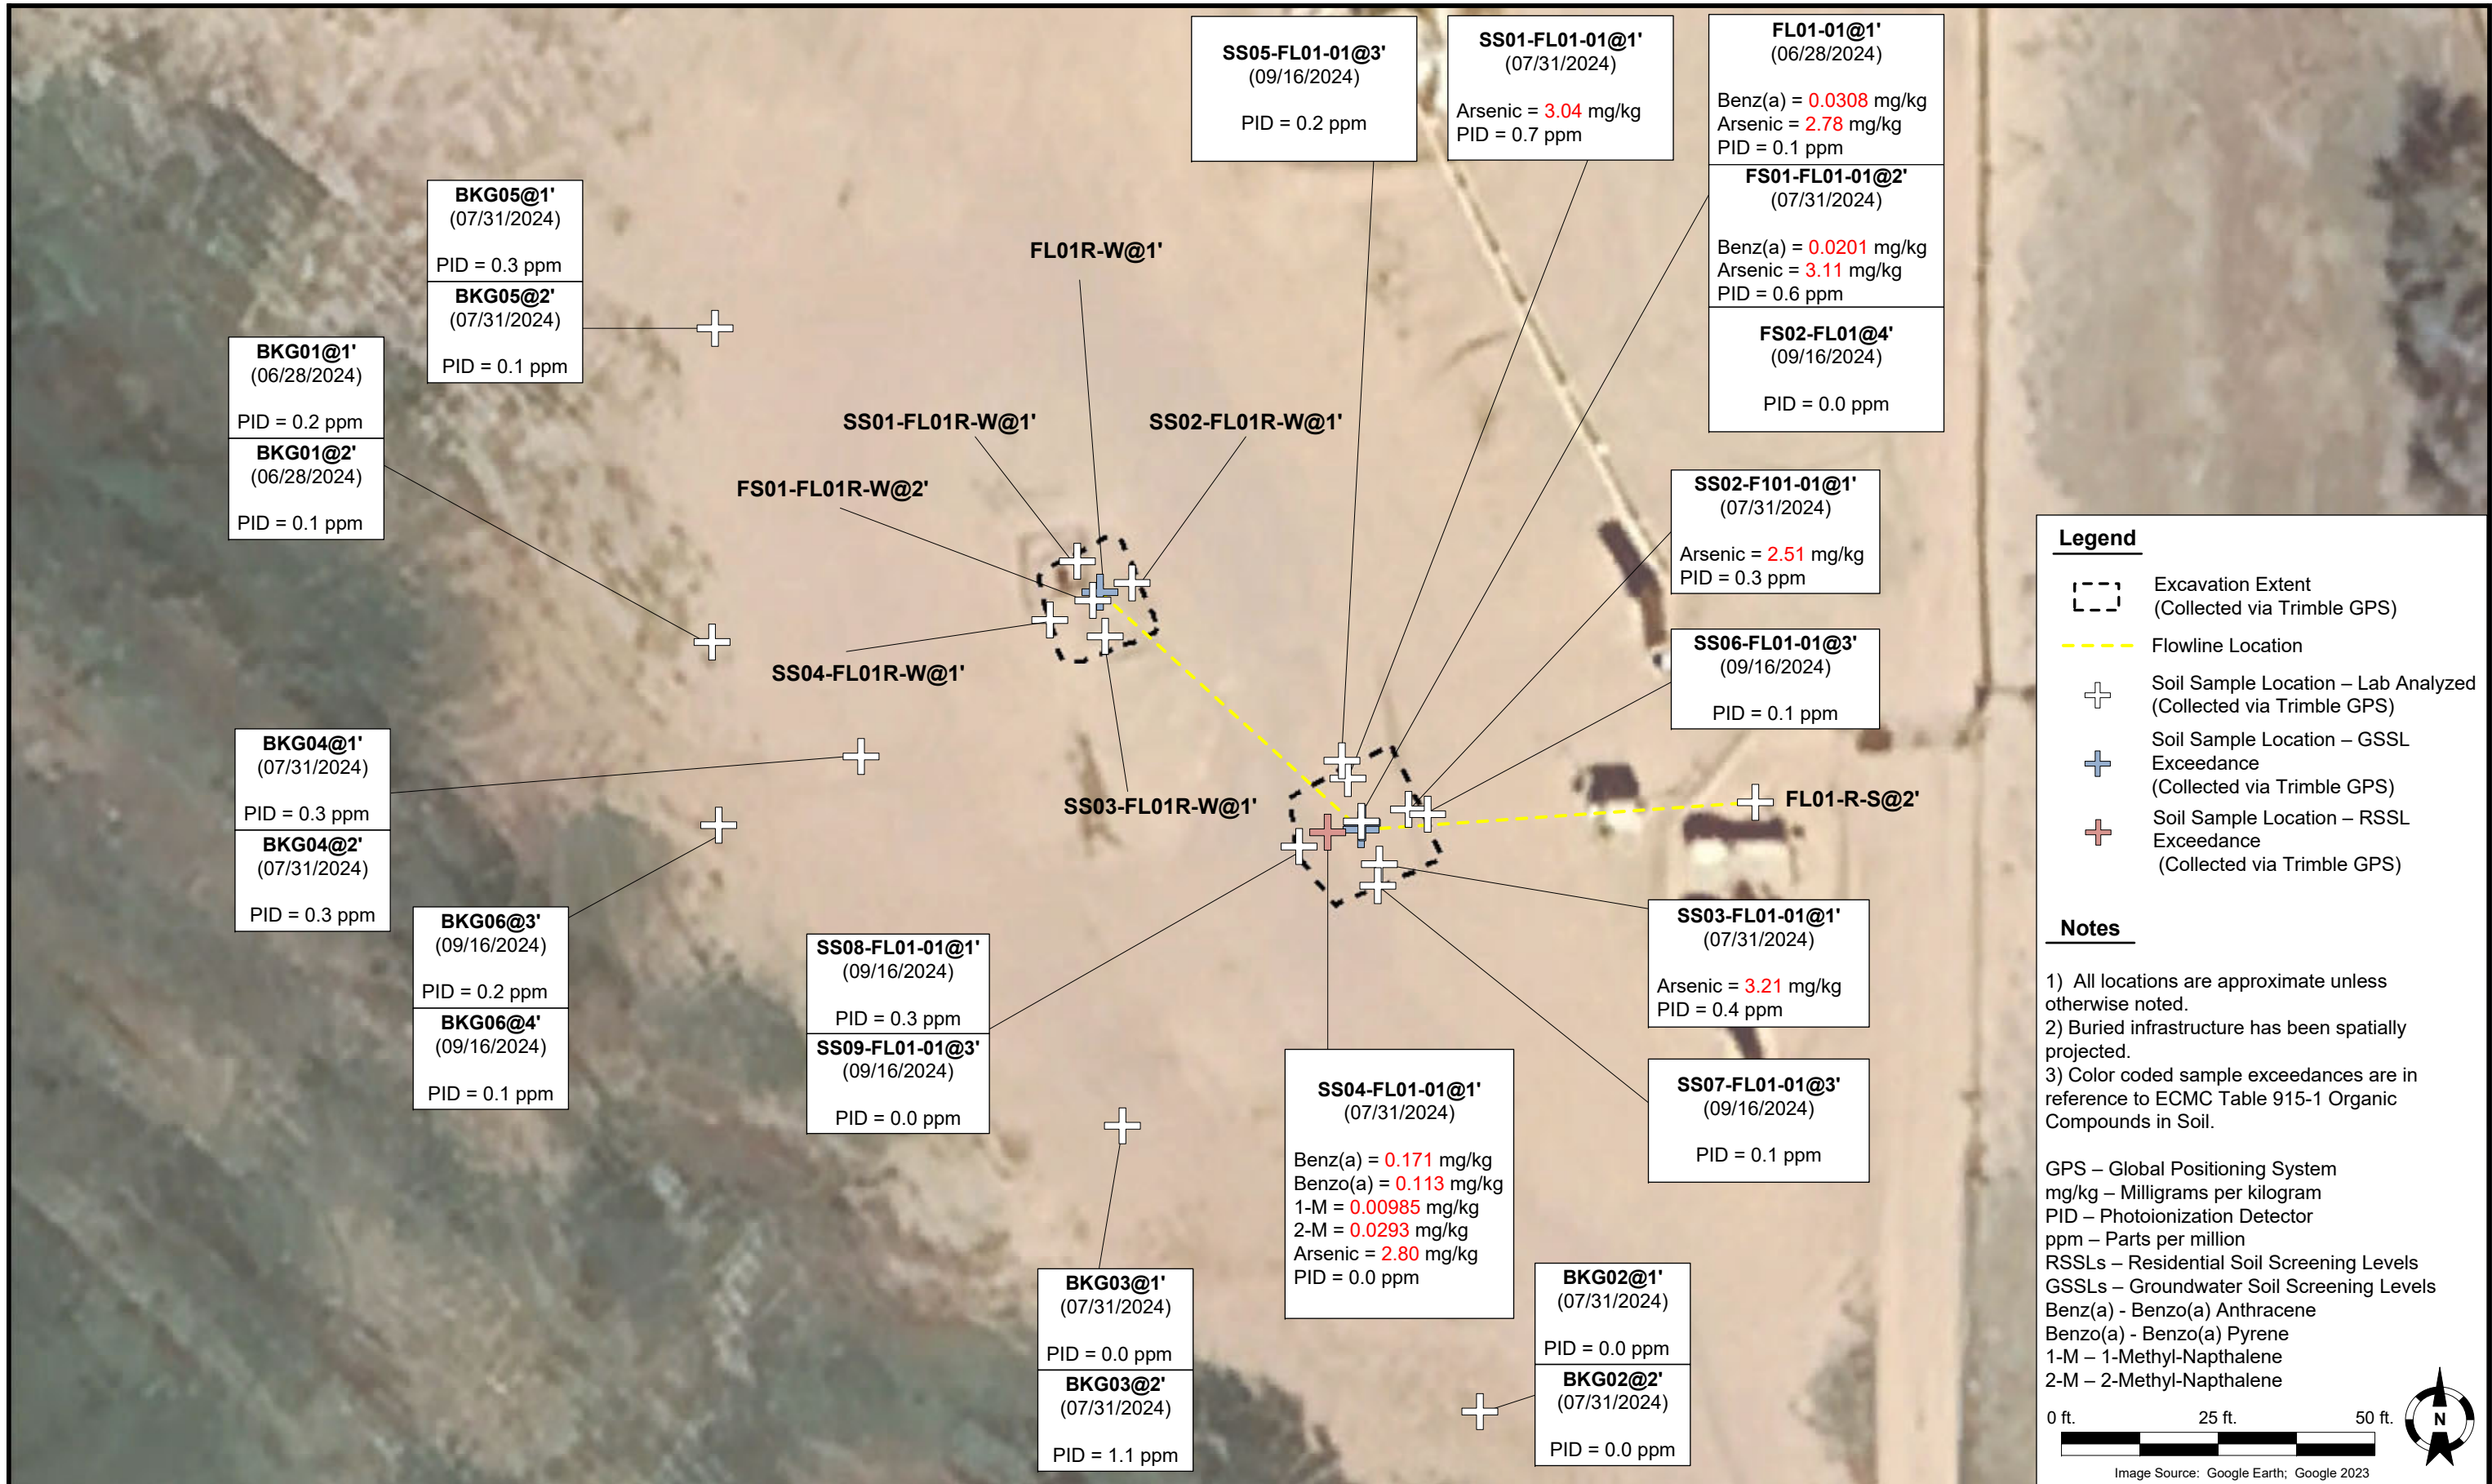 SS05-FL01-01@3'
(09/16/2024)
PID = 0.2 ppm
SS01-FL01-01@1'
(07/31/2024)
Arsenic = 3.04 mg/kg
PID = 0.7 ppm
FL01-01@1'
(06/28/2024)
Benz(a) = 0.0308 mg/kg
Arsenic = 2.78 mg/kg
PID = 0.1 ppm
FS01-FL01-01@2'
(07/31/2024)
Benz(a) = 0.0201 mg/kg
Arsenic = 3.11 mg/kg
PID = 0.6 ppm
FS02-FL01@4'
(09/16/2024)
PID = 0.0 ppm
BKG05@1'
(07/31/2024)
PID = 0.3 ppm
BKG05@2'
(07/31/2024)
PID = 0.1 ppm
FL01R-W@1'
BKG01@1'
(06/28/2024)
PID = 0.2 ppm
BKG01@2'
(06/28/2024)
PID = 0.1 ppm
SS01-FL01R-W@1'
SS02-FL01R-W@1'
FS01-FL01R-W@2'
SS04-FL01R-W@1'
SS03-FL01R-W@1'
SS02-F101-01@1'
(07/31/2024)
Arsenic = 2.51 mg/kg
PID = 0.3 ppm
SS06-FL01-01@3'
(09/16/2024)
PID = 0.1 ppm
FL01-R-S@2'
BKG04@1'
(07/31/2024)
PID = 0.3 ppm
BKG04@2'
(07/31/2024)
PID = 0.3 ppm
BKG06@3'
(09/16/2024)
PID = 0.2 ppm
BKG06@4'
(09/16/2024)
PID = 0.1 ppm
SS08-FL01-01@1'
(09/16/2024)
PID = 0.3 ppm
SS09-FL01-01@3'
(09/16/2024)
PID = 0.0 ppm
SS03-FL01-01@1'
(07/31/2024)
Arsenic = 3.21 mg/kg
PID = 0.4 ppm
SS07-FL01-01@3'
(09/16/2024)
PID = 0.1 ppm
SS04-FL01-01@1'
(07/31/2024)
Benz(a) = 0.171 mg/kg
Benzo(a) = 0.113 mg/kg
1-M = 0.00985 mg/kg
2-M = 0.0293 mg/kg
Arsenic = 2.80 mg/kg
PID = 0.0 ppm
BKG03@1'
(07/31/2024)
PID = 0.0 ppm
BKG03@2'
(07/31/2024)
PID = 1.1 ppm
BKG02@1'
(07/31/2024)
PID = 0.0 ppm
BKG02@2'
(07/31/2024)
PID = 0.0 ppm
Legend
Excavation Extent
(Collected via Trimble GPS)
Flowline Location
Soil Sample Location – Lab Analyzed
(Collected via Trimble GPS)
Soil Sample Location – GSSL
Exceedance
(Collected via Trimble GPS)
Soil Sample Location – RSSL
Exceedance
(Collected via Trimble GPS)
Notes
1) All locations are approximate unless
otherwise noted.
2) Buried infrastructure has been spatially
projected.
3) Color coded sample exceedances are in
reference to ECMC Table 915-1 Organic
Compounds in Soil.
GPS – Global Positioning System
mg/kg – Milligrams per kilogram
PID – Photoionization Detector
ppm – Parts per million
RSSLs – Residential Soil Screening Levels
GSSLs – Groundwater Soil Screening Levels
Benz(a) - Benzo(a) Anthracene
Benzo(a) - Benzo(a) Pyrene
1-M – 1-Methyl-Napthalene
2-M – 2-Methyl-Napthalene
0 ft. 25 ft. 50 ft.
N
Image Source: Google Earth; Google 2023